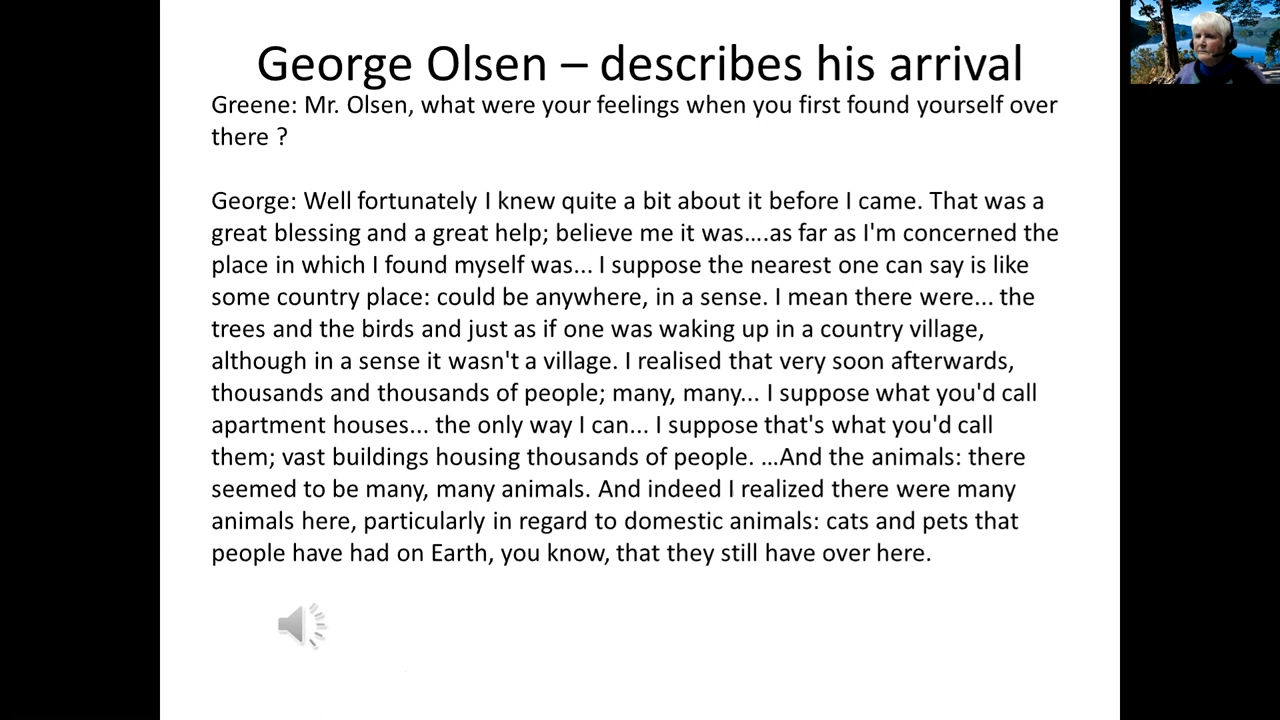 George Olsen – describes his arrival
Greene: Mr. Olsen, what were your feelings when you first found yourself over
there ?
George: Well fortunately I knew quite a bit about it before I came. That was a
great blessing and a great help; believe me it was....as far as I'm concerned the
place in which I found myself was... I suppose the nearest one can say is like
some country place: could be anywhere, in a sense. I mean there were... the
trees and the birds and just as if one was waking up in a country village,
although in a sense it wasn't a village. I realised that very soon afterwards,
thousands and thousands of people; many, many... I suppose what you'd call
apartment houses... the only way I can... I suppose that's what you'd call
them; vast buildings housing thousands of people. ...And the animals: there
seemed to be many, many animals. And indeed I realized there were many
animals here, particularly in regard to domestic animals: cats and pets that
people have had on Earth, you know, that they still have over here.